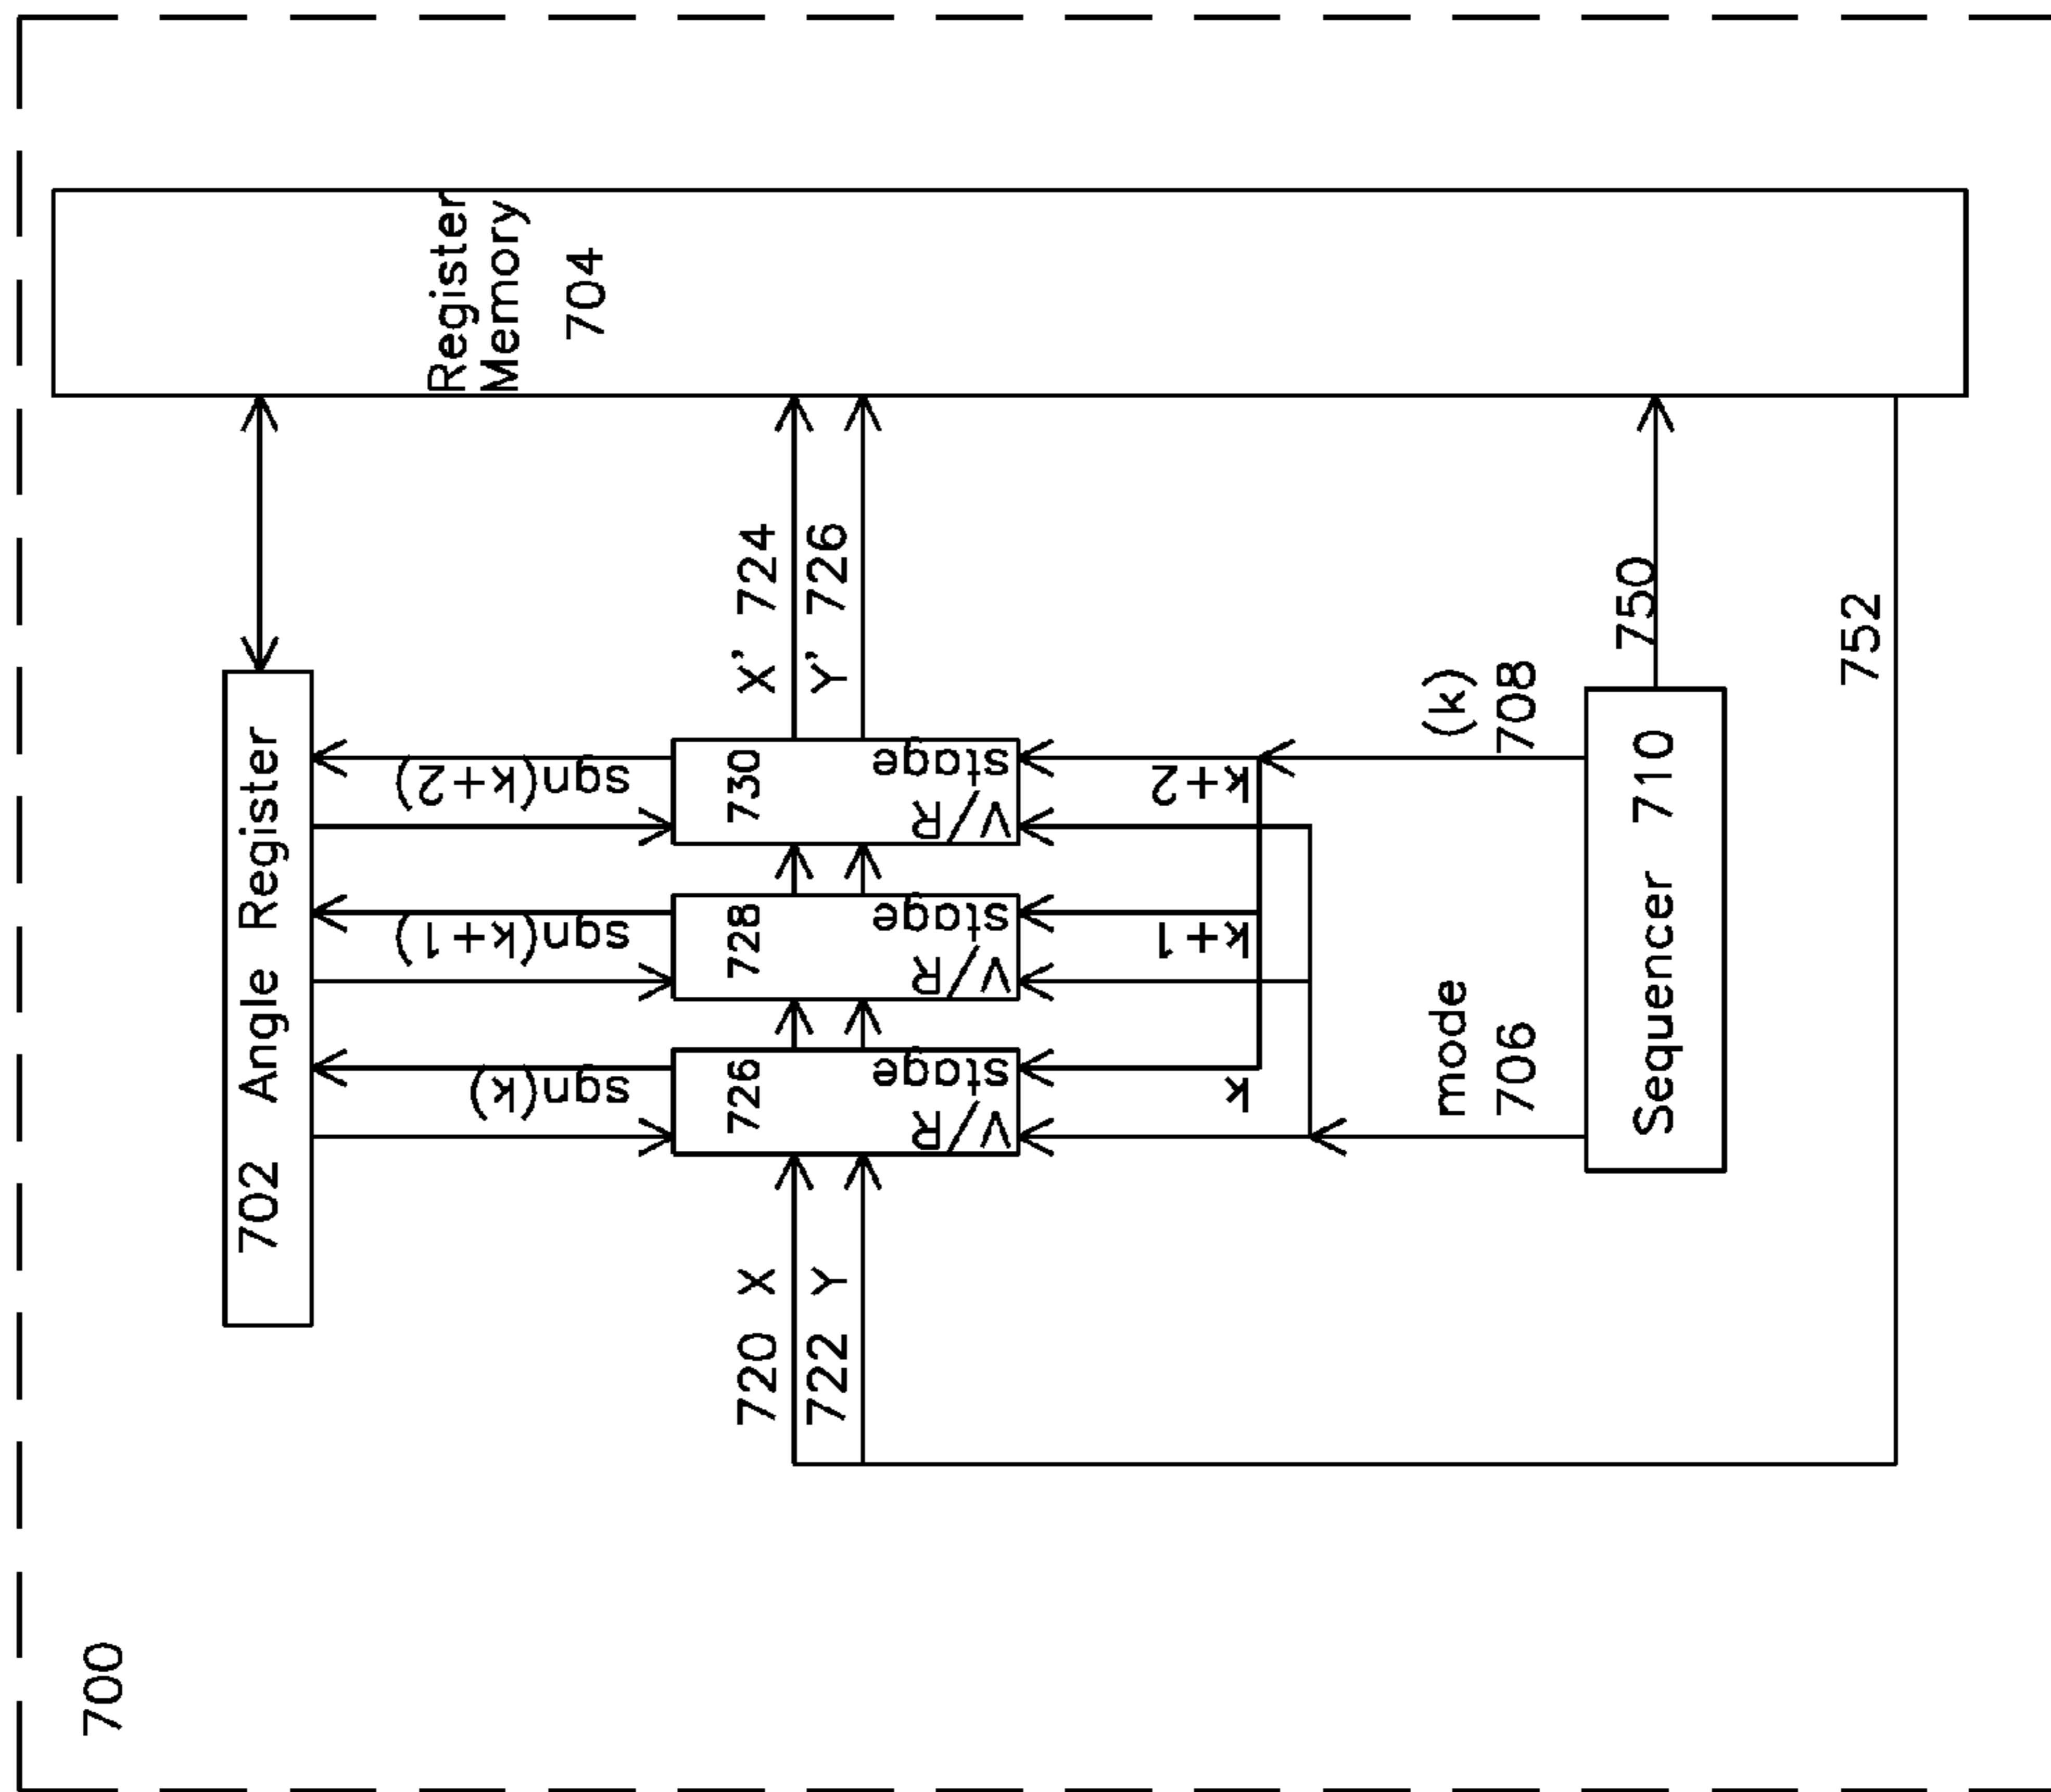 700
702 Angle Register
Register
Memory
704
sgn(k)
sgn(k+1)
sgn(k+2)
720 X
722 Y
726
V/R
stage
728
V/R
stage
730
V/R
stage
X' 724
Y' 726
k
k+1
k+2
mode
706
(k)
708
Sequencer 710
750
752